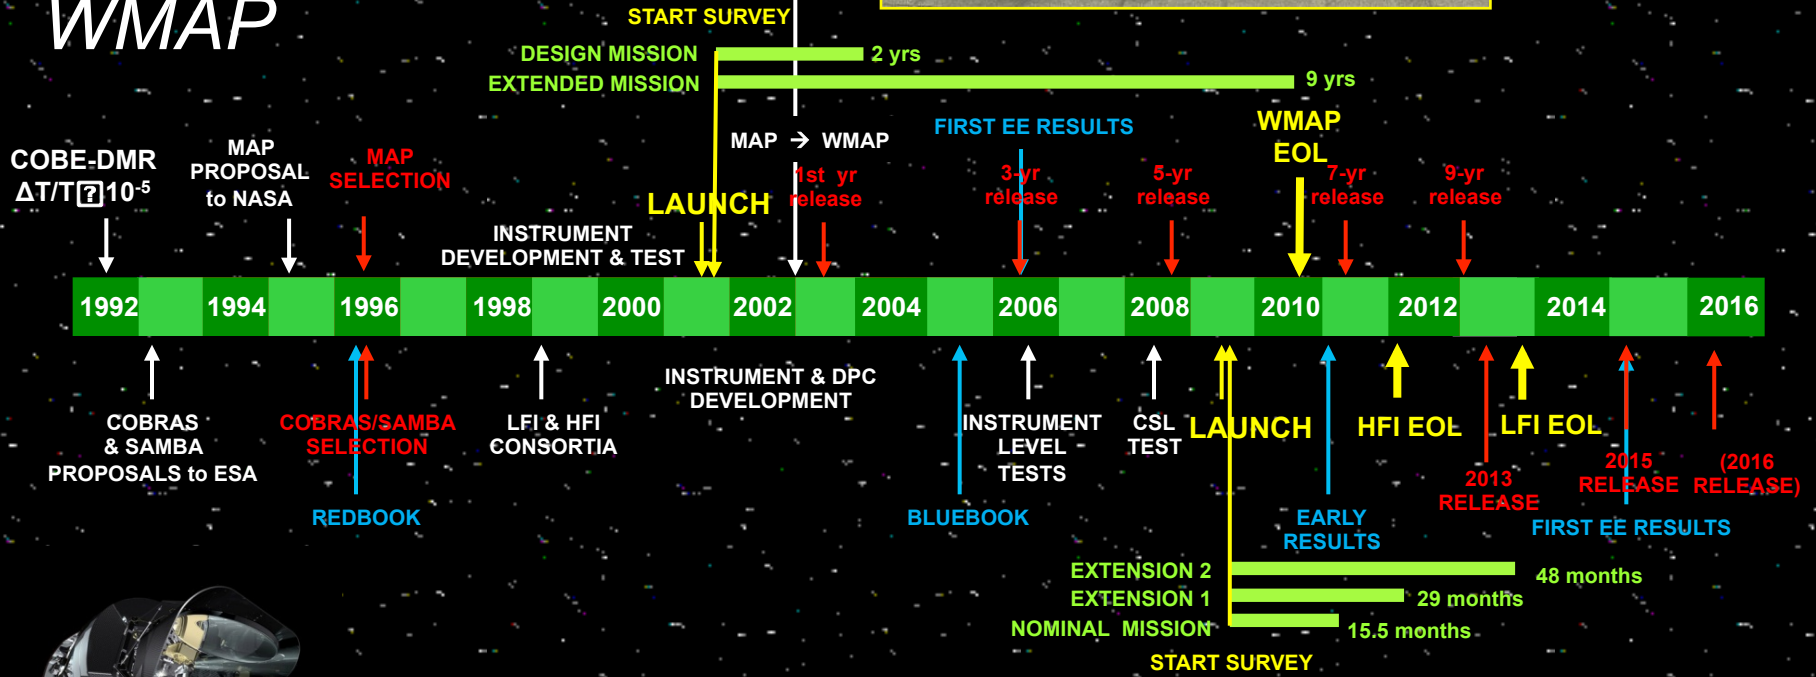 WMAP
START SURVEY
DESIGN MISSION 2 yrs
EXTENDED MISSION 9 yrs
COBE-DMR
ΔT/T⍰10⁻⁵
MAP
PROPOSAL
to NASA
MAP
SELECTION
INSTRUMENT
DEVELOPMENT & TEST
LAUNCH
MAP → WMAP
1st yr
release
FIRST EE RESULTS
3-yr
release
5-yr
release
WMAP
EOL
7-yr
release
9-yr
release
1992 1994 1996 1998 2000 2002 2004 2006 2008 2010 2012 2014 2016
COBRAS
& SAMBA
PROPOSALS to ESA
COBRAS/SAMBA
SELECTION
REDBOOK
LFI & HFI
CONSORTIA
INSTRUMENT & DPC
DEVELOPMENT
BLUEBOOK
INSTRUMENT
LEVEL
TESTS
CSL
TEST
LAUNCH
EARLY
RESULTS
HFI EOL
2013
RELEASE
LFI EOL
2015
RELEASE
FIRST EE RESULTS
(2016
RELEASE)
EXTENSION 2 48 months
EXTENSION 1 29 months
NOMINAL MISSION 15.5 months
START SURVEY